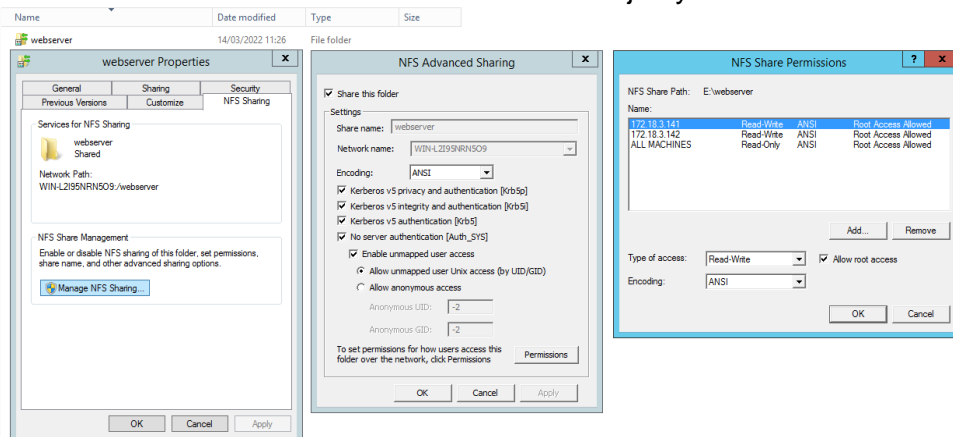 Name Date modified Type Size
webserver 14/03/2022 11:26 File folder
webserver Properties
General Sharing Security
Previous Versions Customize NFS Sharing
Services for NFS Sharing
webserver
Shared
Network Path:
WIN-L2I95NRN5O9:/webserver
NFS Share Management
Enable or disable NFS sharing of this folder, set permissions,
share name, and other advanced sharing options.
Manage NFS Sharing...
OK Cancel Apply
NFS Advanced Sharing
Share this folder
Settings
Share name: webserver
Network name: WIN-L2I95NRN5O9
Encoding: ANSI
Kerberos v5 privacy and authentication [Krb5p]
Kerberos v5 integrity and authentication [Krb5i]
Kerberos v5 authentication [Krb5]
No server authentication [Auth_SYS]
Enable unmapped user access
Allow unmapped user Unix access (by UID/GID)
Allow anonymous access
Anonymous UID: -2
Anonymous GID: -2
To set permissions for how users access this
folder over the network, click Permissions
Permissions
OK Cancel Apply
NFS Share Permissions
NFS Share Path: E:\webserver
Name:
172.18.3.141 Read-Write ANSI Root Access Allowed
172.18.3.142 Read-Write ANSI Root Access Allowed
ALL MACHINES Read-Only ANSI Root Access Allowed
Add... Remove
Type of access: Read-Write Allow root access
Encoding: ANSI
OK Cancel